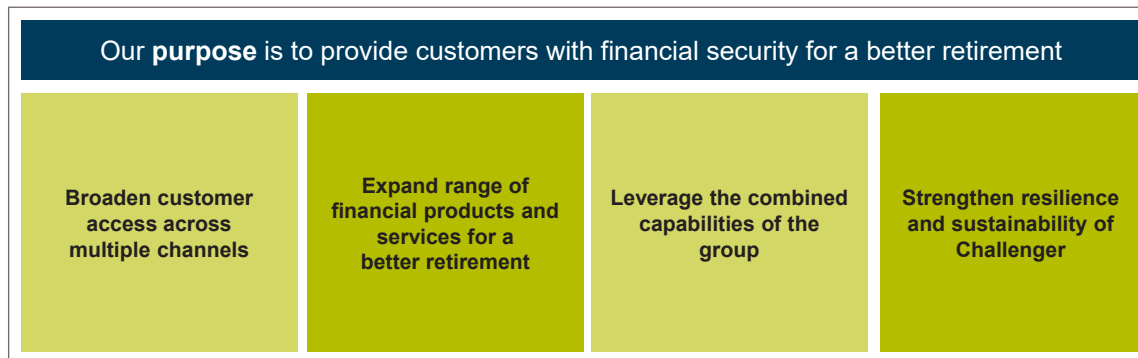 Our purpose is to provide customers with financial security for a better retirement
Broaden customer
access across
multiple channels
Expand range of
financial products and
services for a
better retirement
Leverage the combined
capabilities of the
group
Strengthen resilience
and sustainability of
Challenger